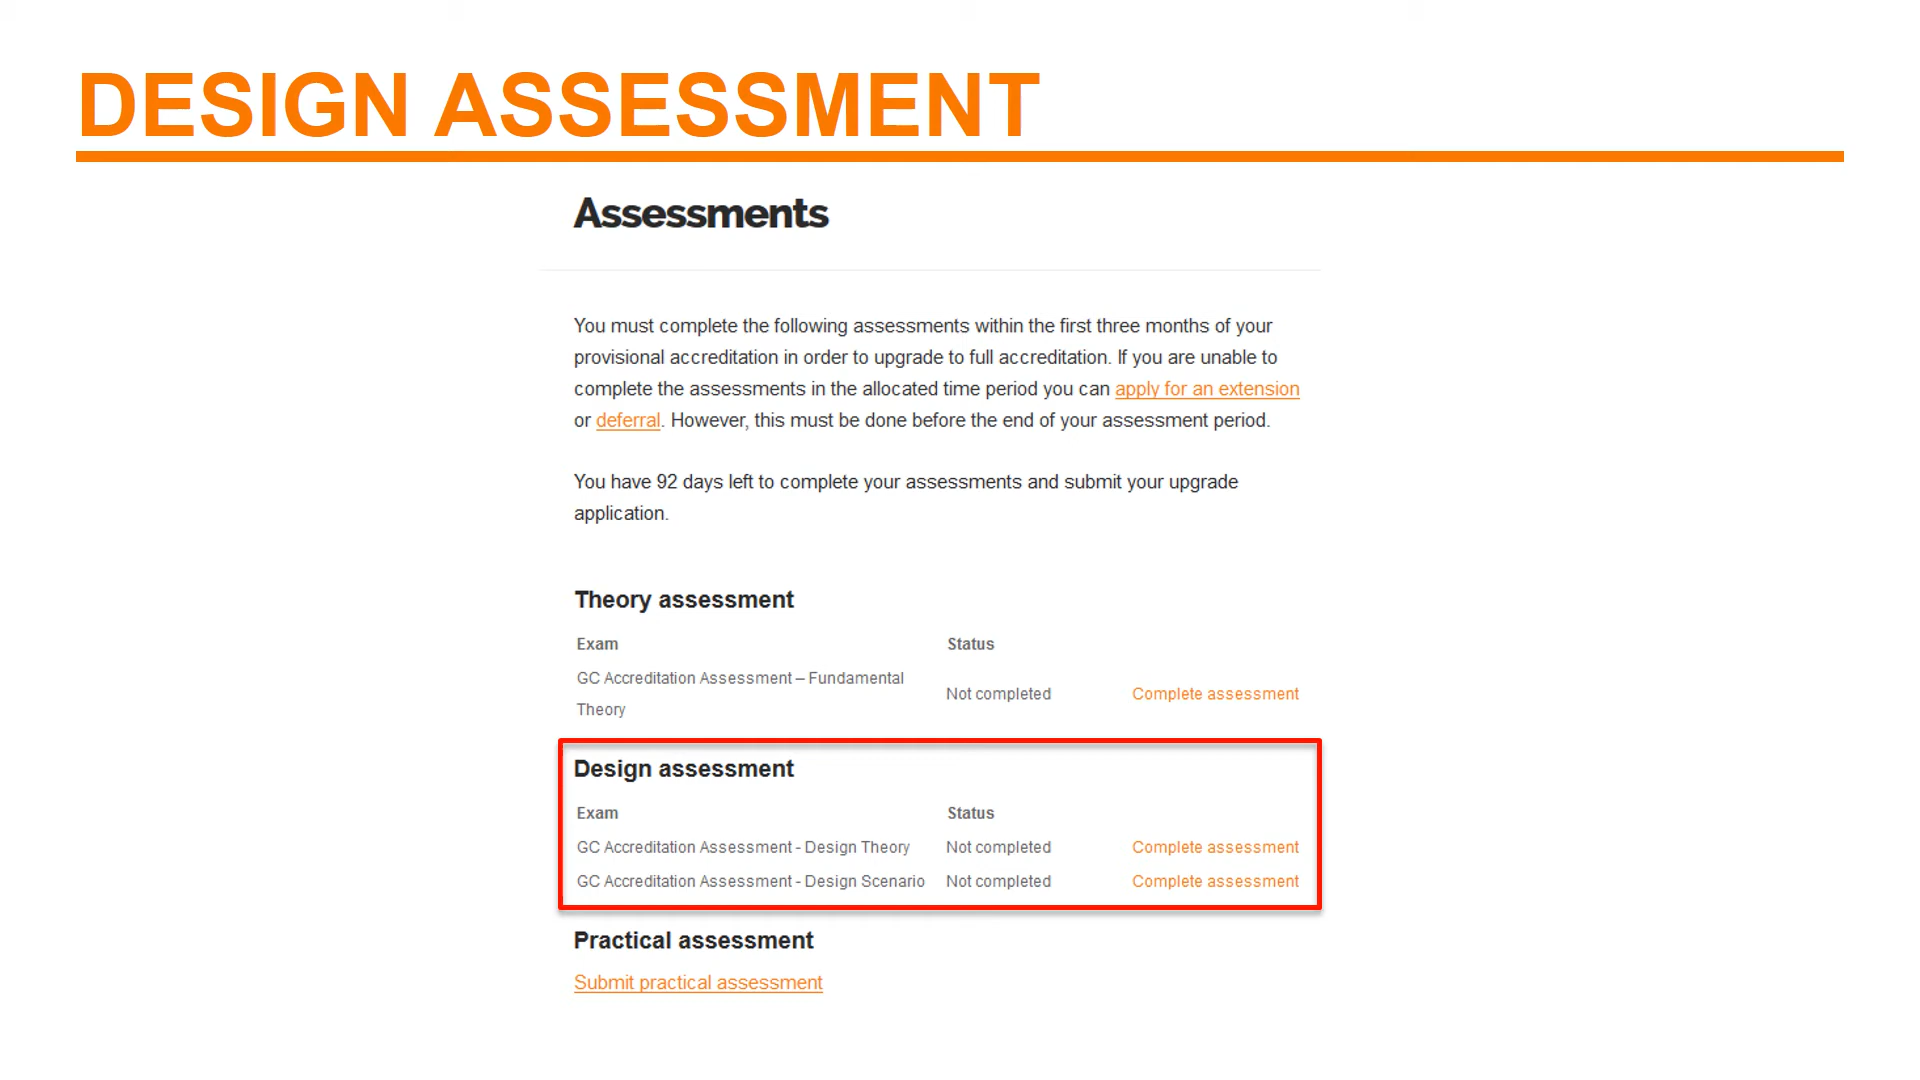 DESIGN ASSESSMENT
Assessments
You must complete the following assessments within the first three months of your
provisional accreditation in order to upgrade to full accreditation. If you are unable to
complete the assessments in the allocated time period you can apply for an extension
or deferral. However, this must be done before the end of your assessment period.
You have 92 days left to complete your assessments and submit your upgrade
application.
Theory assessment
Exam Status
GC Accreditation Assessment – Fundamental
Theory Not completed Complete assessment
Design assessment
Exam Status
GC Accreditation Assessment - Design Theory Not completed Complete assessment
GC Accreditation Assessment - Design Scenario Not completed Complete assessment
Practical assessment
Submit practical assessment